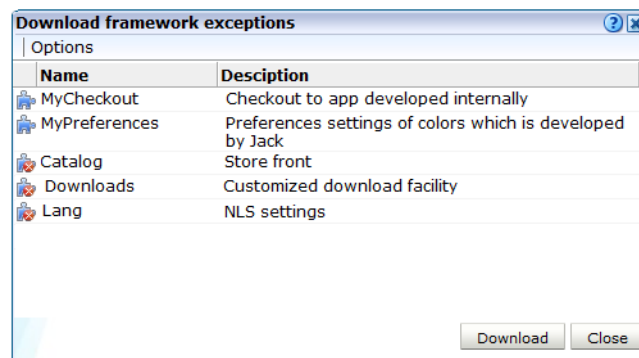 Download framework exceptions
Options
Name Desciption
MyCheckout Checkout to app developed internally
MyPreferences Preferences settings of colors which is developed
by Jack
Catalog Store front
Downloads Customized download facility
Lang NLS settings
Download Close